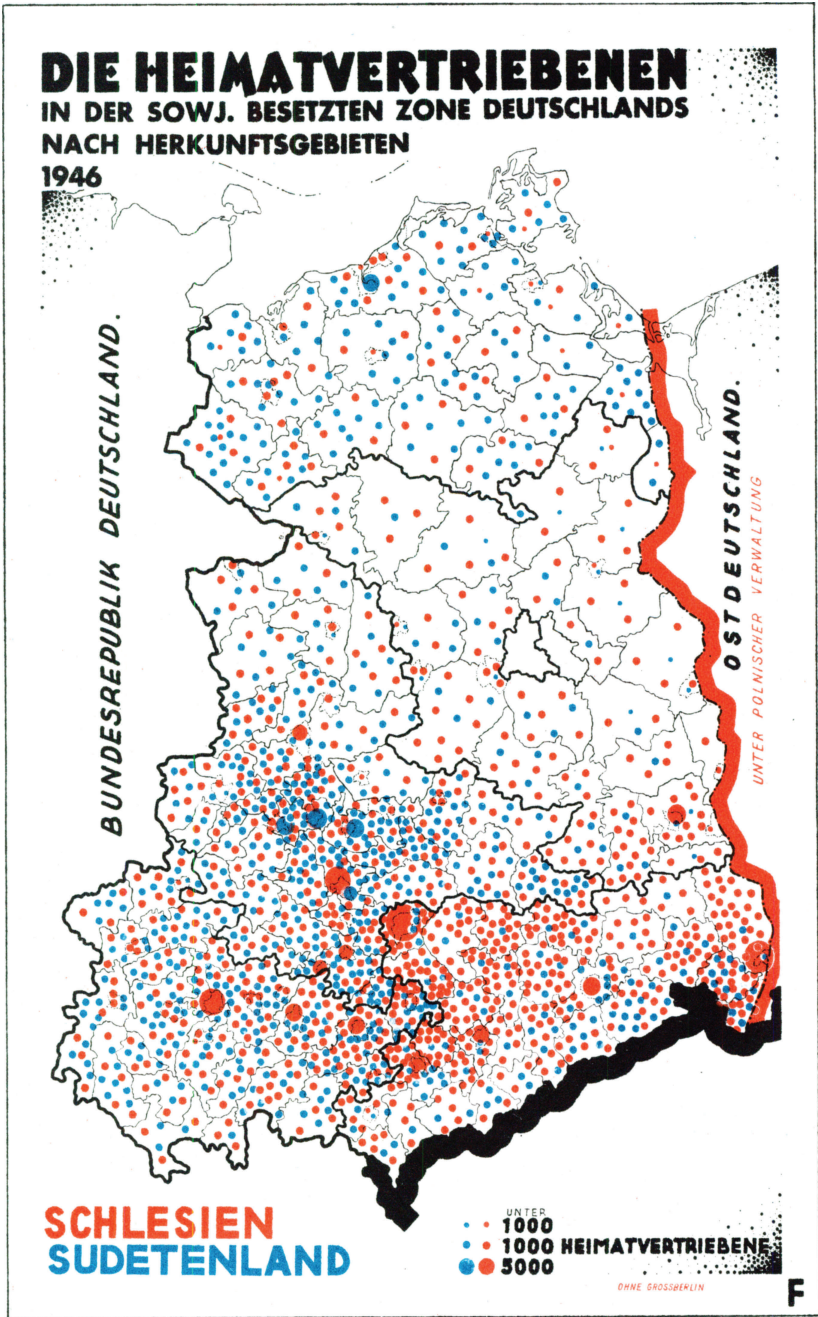 DIE HEIMATVERTRIEBENEN
IN DER SOWJ. BESETZTEN ZONE DEUTSCHLANDS
NACH HERKUNFTSGEBIETEN
1946
BUNDESREPUBLIK DEUTSCHLAND.
OSTDEUTSCHLAND.
UNTER POLNISCHER VERWALTUNG
SCHLESIEN
SUDETENLAND
UNTER
1000
1000 HEIMATVERTRIEBENE
5000
OHNE GROSSBERLIN
F